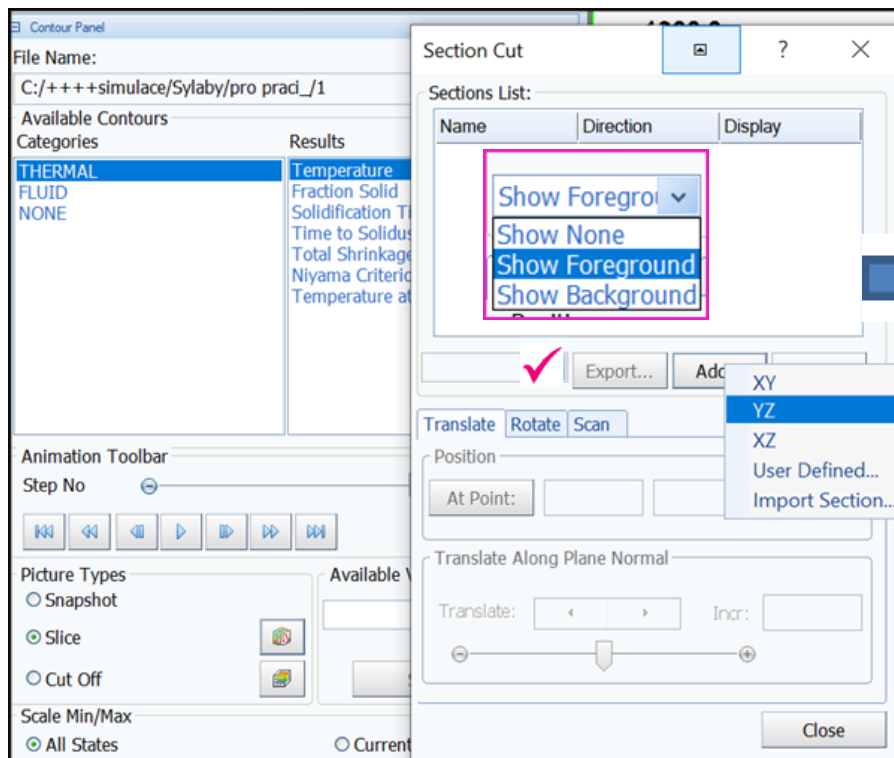 Contour Panel
File Name:
C:/++++simulace/Sylaby/pro praci_/1
Available Contours
Categories
Results
THERMAL
FLUID
NONE
Temperature
Fraction Solid
Solidification Ti
Time to Solidus
Total Shrinkage
Niyama Criterio
Temperature at
Animation Toolbar
Step No
Picture Types
Snapshot
Slice
Cut Off
Available V
Scale Min/Max
All States
Current
Section Cut
?
Sections List:
Name Direction Display
Show Foregrou
Show None
Show Foreground
Show Background
Export...
Add
XY
YZ
XZ
User Defined...
Import Section...
Translate Rotate Scan
Position
At Point:
Translate Along Plane Normal
Translate:
Incr:
Close